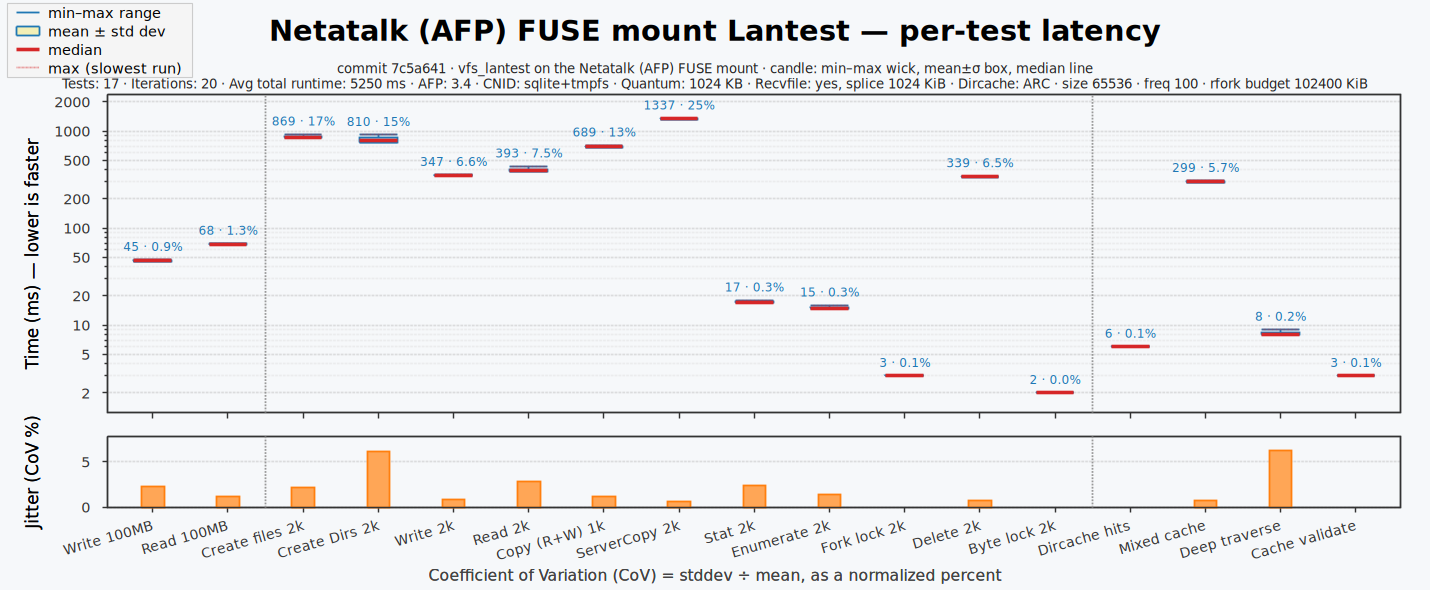 min–max range
mean ± std dev
median
max (slowest run)
Netatalk (AFP) FUSE mount Lantest — per-test latency
commit 7c5a641 · vfs_lantest on the Netatalk (AFP) FUSE mount · candle: min–max wick, mean±σ box, median line
Tests: 17 · Iterations: 20 · Avg total runtime: 5250 ms · AFP: 3.4 · CNID: sqlite+tmpfs · Quantum: 1024 KB · Recvfile: yes, splice 1024 KiB · Dircache: ARC · size 65536 · freq 100 · rfork budget 102400 KiB
Time (ms) — lower is faster
2000
1000
500
200
100
50
20
10
5
2
45 · 0.9%
68 · 1.3%
869 · 17%
810 · 15%
347 · 6.6%
393 · 7.5%
689 · 13%
1337 · 25%
17 · 0.3%
15 · 0.3%
3 · 0.1%
339 · 6.5%
2 · 0.0%
6 · 0.1%
299 · 5.7%
8 · 0.2%
3 · 0.1%
Jitter (CoV %)
5
0
Write 100MB
Read 100MB
Create files 2k
Create Dirs 2k
Write 2k
Read 2k
Copy (R+W) 1k
ServerCopy 2k
Stat 2k
Enumerate 2k
Fork lock 2k
Delete 2k
Byte lock 2k
Dircache hits
Mixed cache
Deep traverse
Cache validate
Coefficient of Variation (CoV) = stddev ÷ mean, as a normalized percent